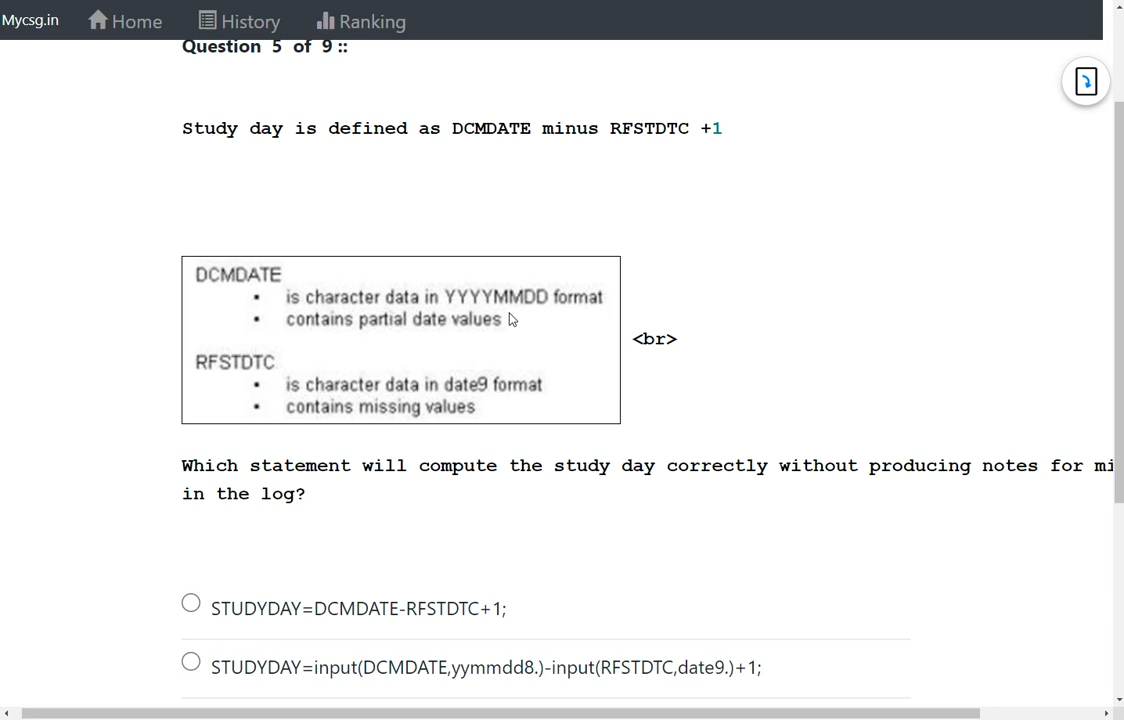 Mycsg.in Home History Ranking
Question 5 of 9 ::
Study day is defined as DCMDATE minus RFSTDTC +1
DCMDATE
• is character data in YYYYMMDD format
• contains partial date values
<br>
RFSTDTC
• is character data in date9 format
• contains missing values
Which statement will compute the study day correctly without producing notes for mi
in the log?
STUDYDAY=DCMDATE-RFSTDTC+1;
STUDYDAY=input(DCMDATE,yymmdd8.)-input(RFSTDTC,date9.)+1;